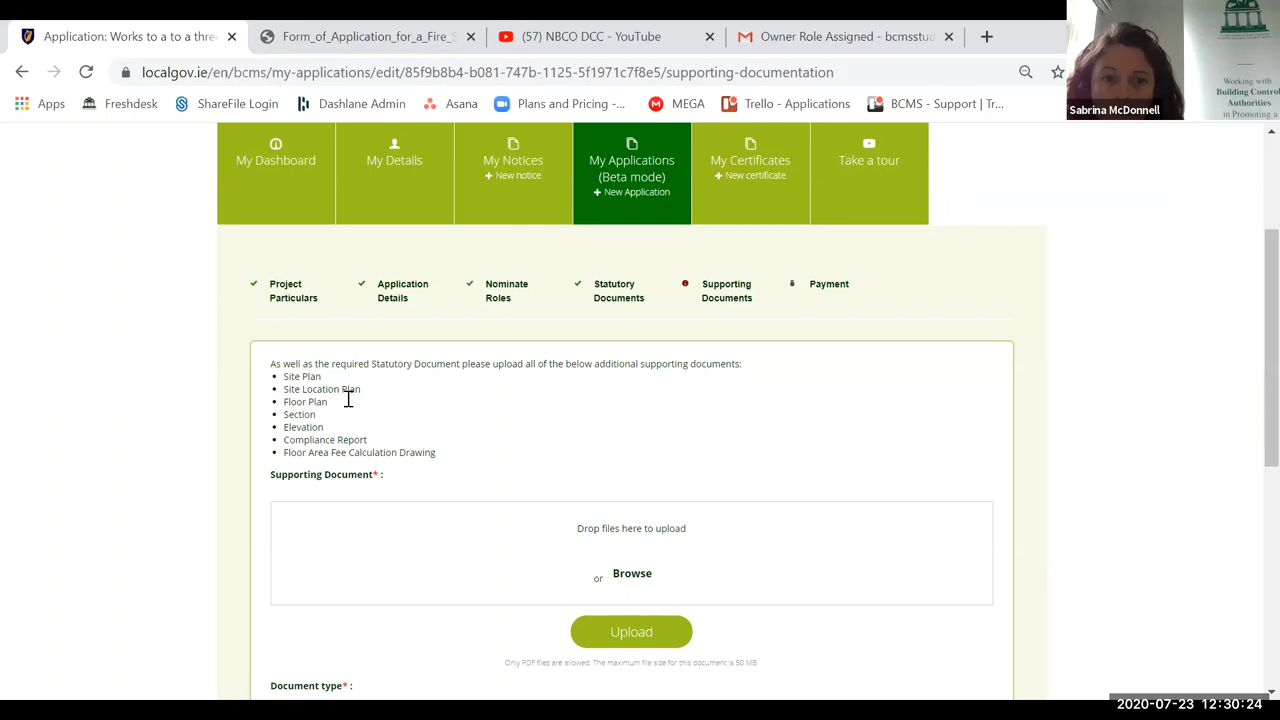 Application: Works to a to a thre
Form_of_Application_for_a_Fire_S
(57) NBCO DCC - YouTube
Owner Role Assigned - bcmsstud
localgov.ie/en/bcms/my-applications/edit/85f9b8b4-b081-747b-1125-5f1971c7f8e5/supporting-documentation
Apps
Freshdesk
ShareFile Login
Dashlane Admin
Asana
Plans and Pricing -...
MEGA
Trello - Applications
BCMS - Support | Tr...
Working with
Building Control
Authorities
in Promoting a
Sabrina McDonnell
My Dashboard
My Details
My Notices
+ New notice
My Applications
(Beta mode)
+ New Application
My Certificates
+ New certificate
Take a tour
Project
Particulars
Application
Details
Nominate
Roles
Statutory
Documents
Supporting
Documents
Payment
As well as the required Statutory Document please upload all of the below additional supporting documents:
• Site Plan
• Site Location Plan
• Floor Plan
• Section
• Elevation
• Compliance Report
• Floor Area Fee Calculation Drawing
Supporting Document* :
Drop files here to upload
or Browse
Upload
Only PDF files are allowed. The maximum file size for this document is 50 MB.
Document type* :
2020-07-23 12:30:24